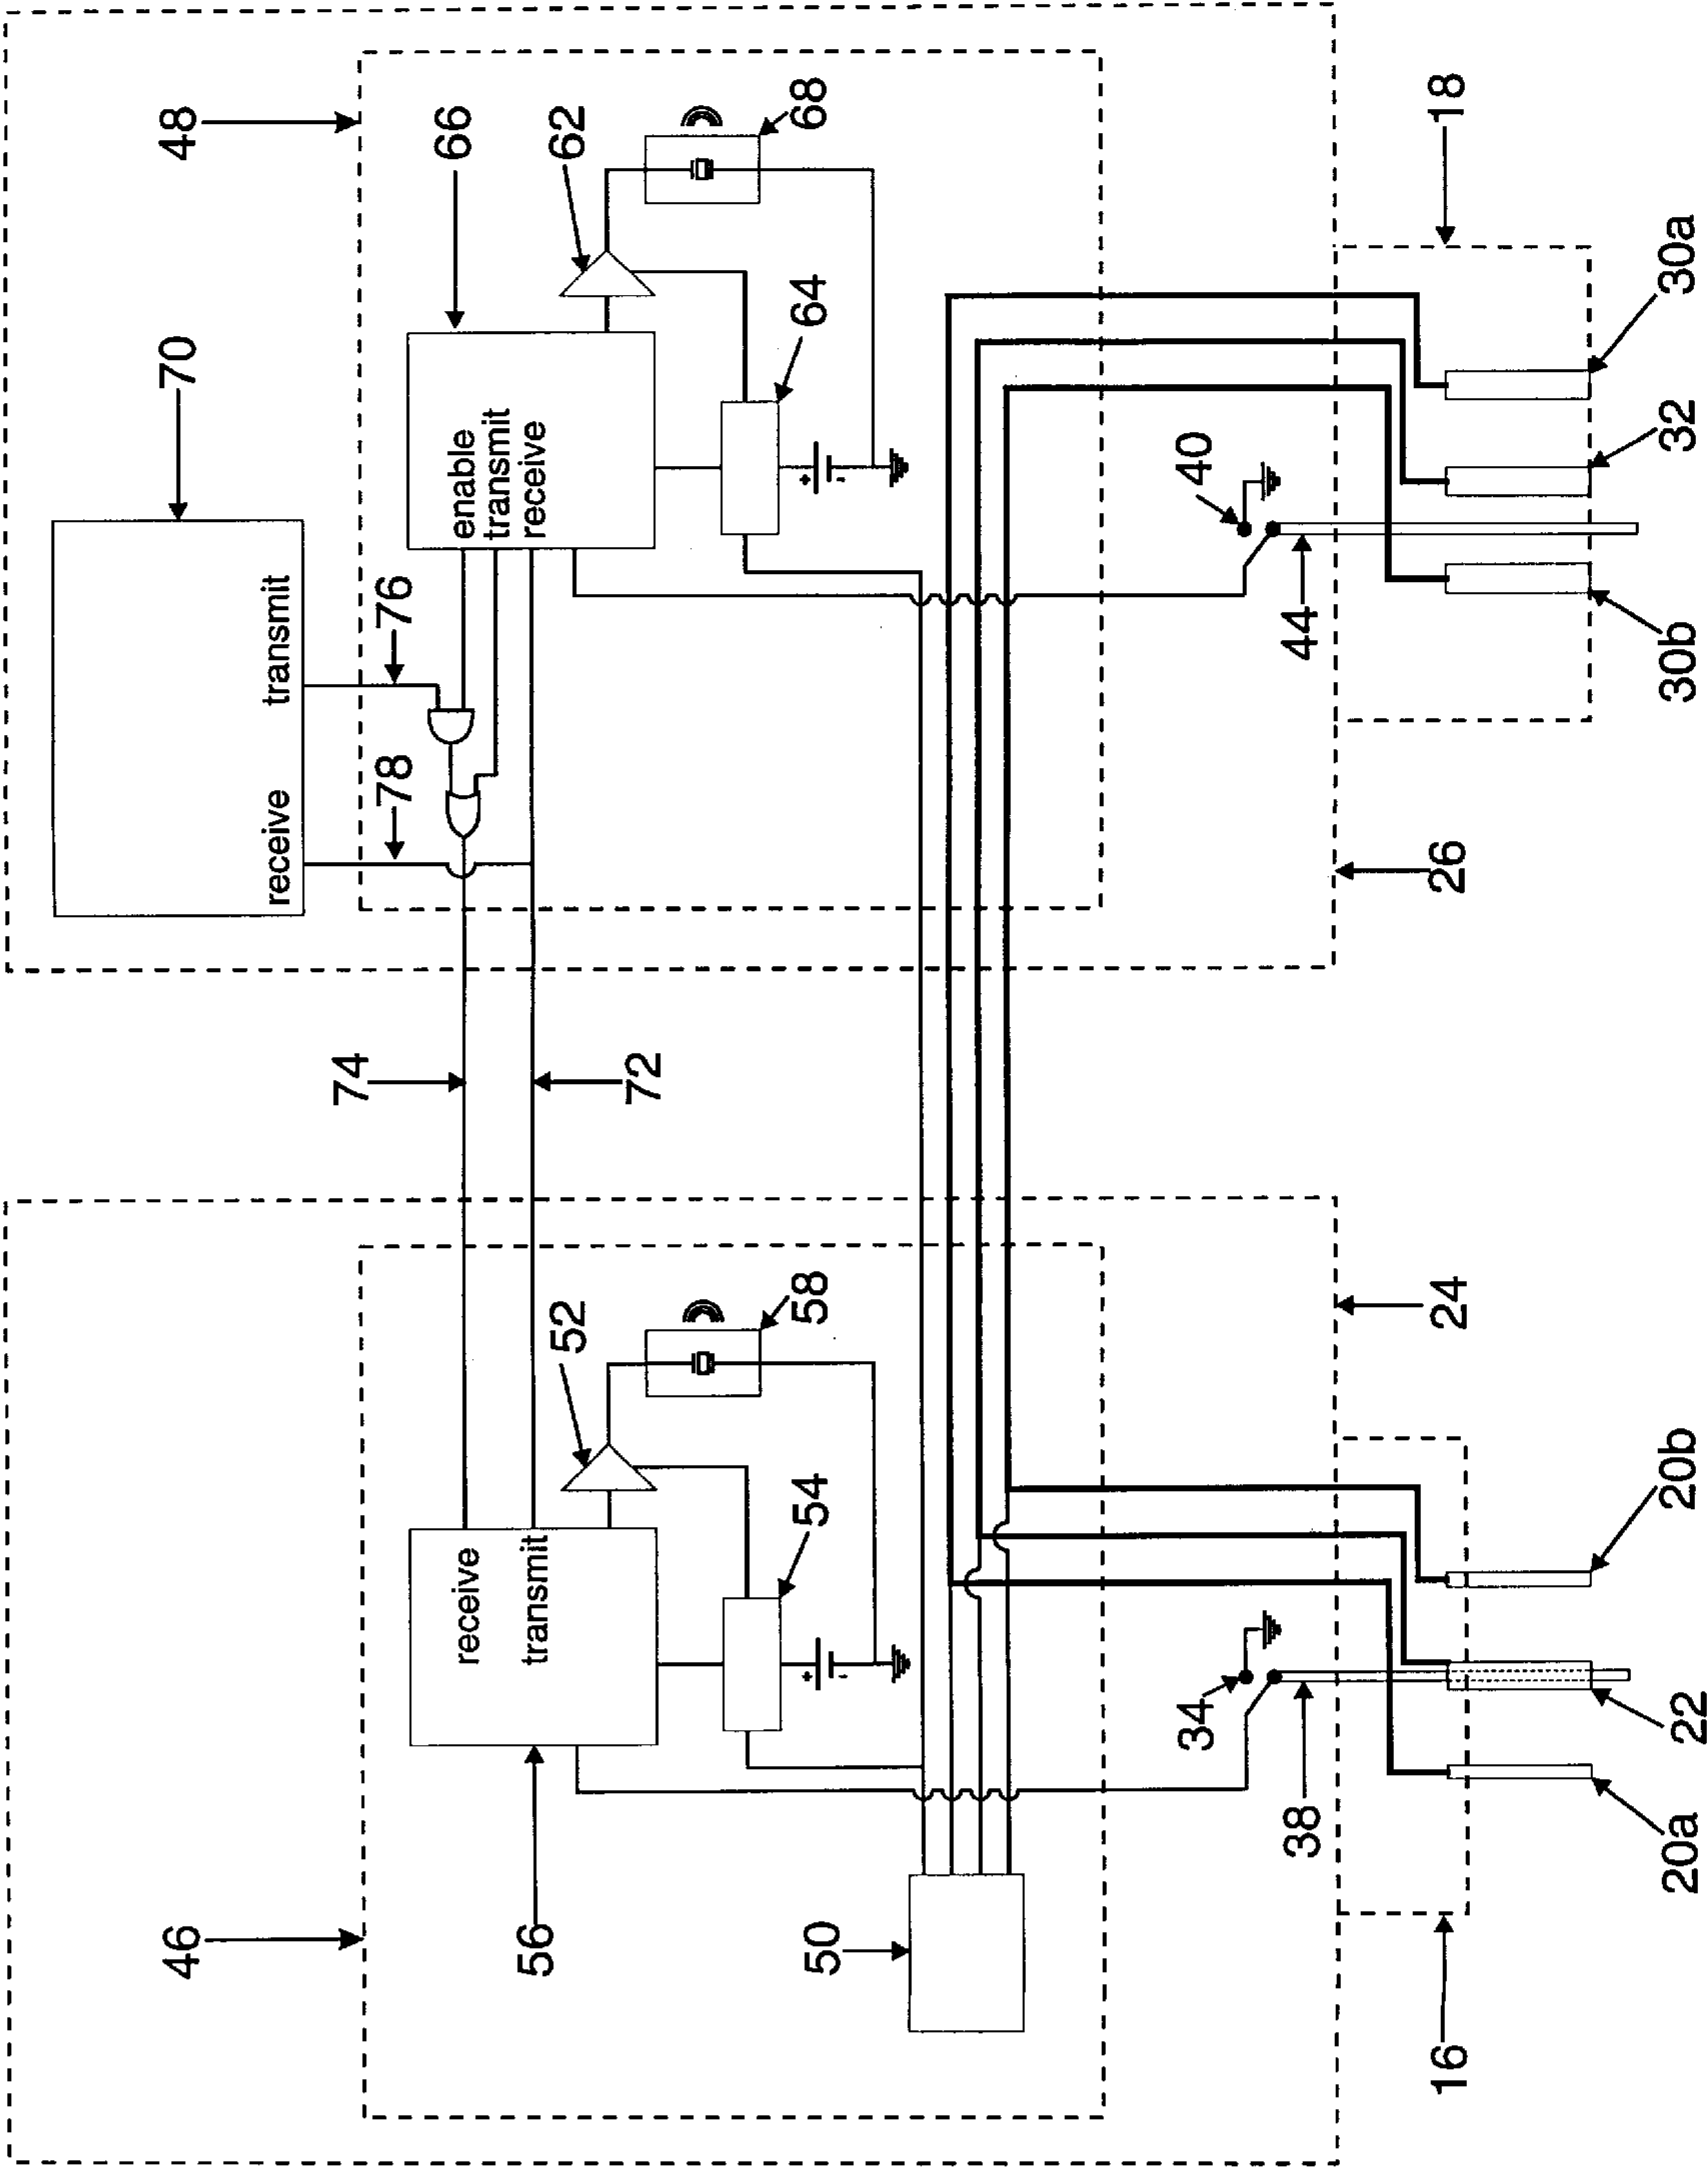 46
70
48
receive
transmit
74
78
76
66
receive
enable
transmit
receive
56
transmit
52
62
72
50
54
58
64
68
+
-
+
-
34
40
38
44
16
24
26
18
20a
22
20b
30b
32
30a